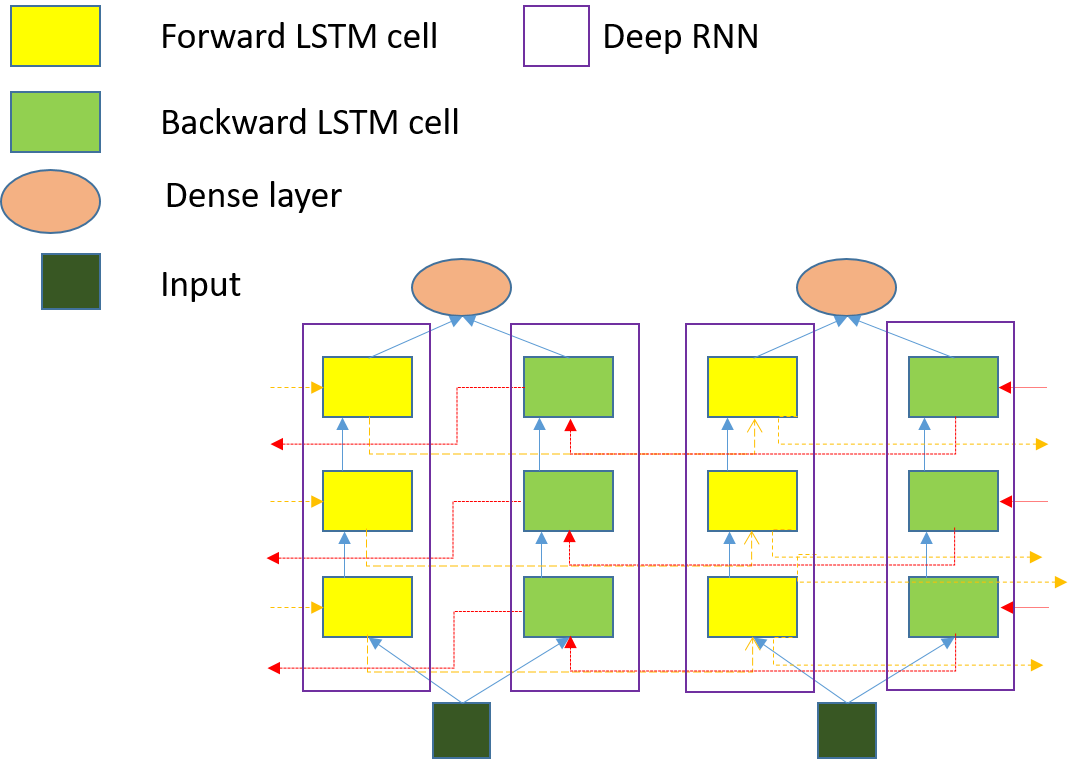 Forward LSTM cell
Deep RNN
Backward LSTM cell
Dense layer
Input